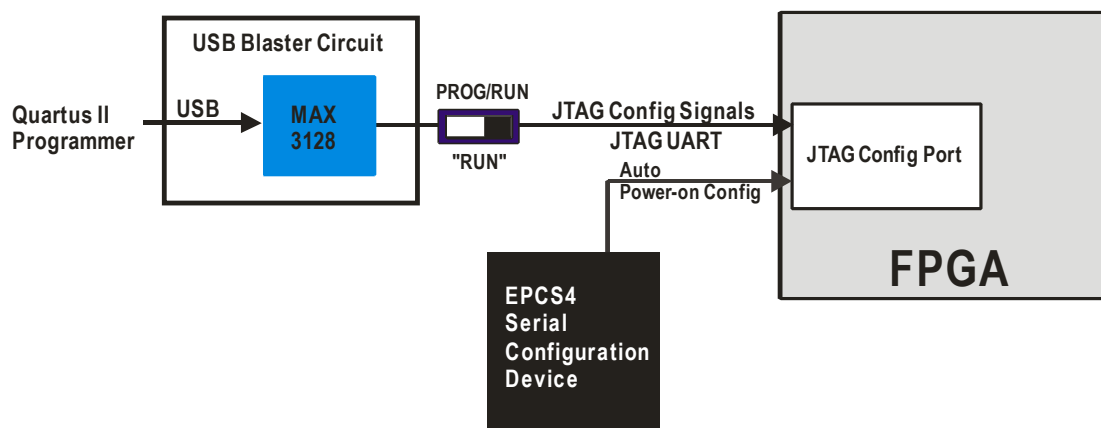 USB Blaster Circuit
Quartus II
Programmer
USB
MAX
3128
PROG/RUN
"RUN"
JTAG Config Signals
JTAG UART
Auto
Power-on Config
JTAG Config Port
FPGA
EPCS4
Serial
Configuration
Device